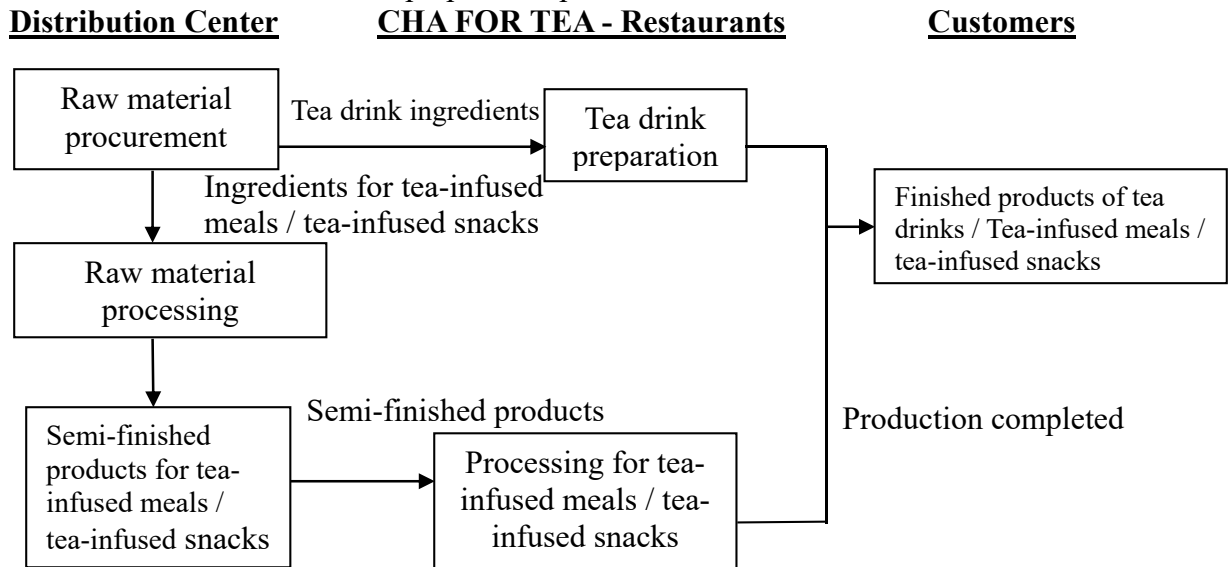 Distribution Center
CHA FOR TEA - Restaurants
Customers
Raw material
procurement
Tea drink ingredients
Tea drink
preparation
Ingredients for tea-infused
meals / tea-infused snacks
Finished products of tea
drinks / Tea-infused meals /
tea-infused snacks
Raw material
processing
Semi-finished
products for tea-
infused meals /
tea-infused snacks
Semi-finished products
Processing for tea-
infused meals / tea-
infused snacks
Production completed